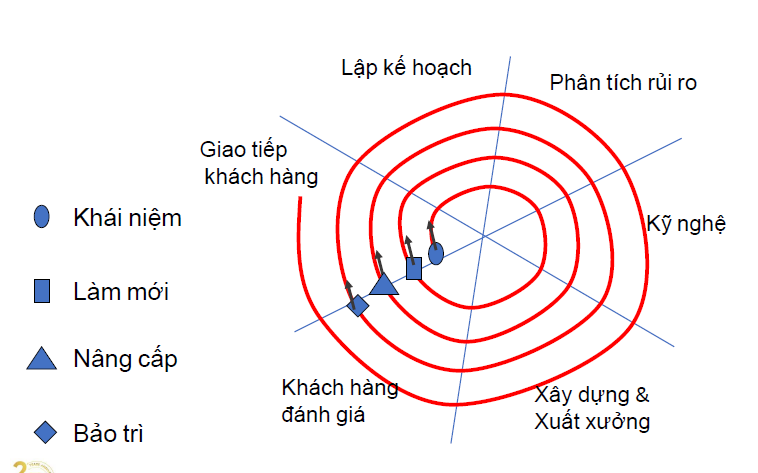 Lập kế hoạch
Phân tích rủi ro
Giao tiếp
khách hàng
Kỹ nghệ
Khái niệm
Làm mới
Nâng cấp
Bảo trì
Khách hàng
đánh giá
Xây dựng &
Xuất xưởng